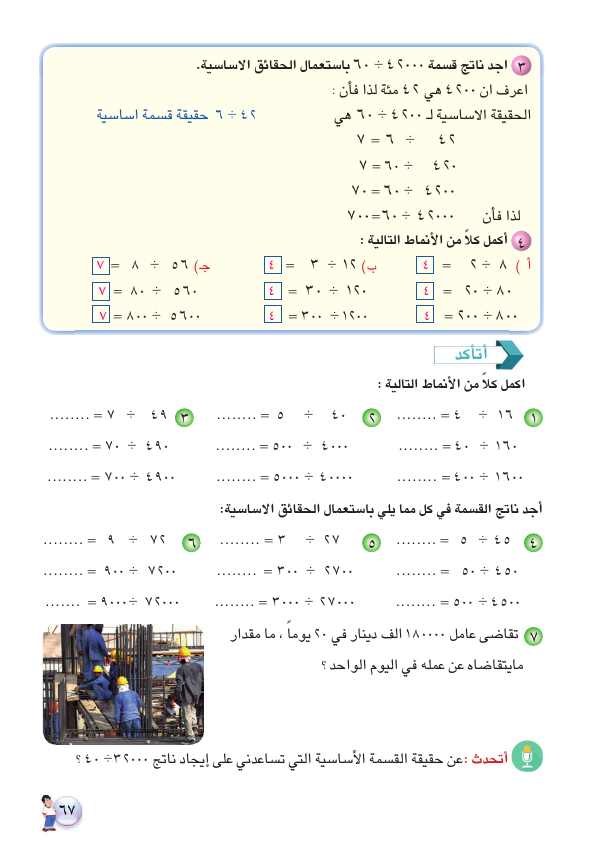 ٣ اجد ناتج قسمة ٤٢٠٠٠ ÷ ٦٠ باستعمال الحقائق الاساسية.
اعرف ان ٤٢٠٠ هي ٤٢ مئة لذا فأن :
الحقيقة الاساسية لـ ٤٢٠٠ ÷ ٦٠ هي ٤٢ ÷ ٦ حقيقة قسمة اساسية
٤٢ ÷ ٦ = ٧
٤٢٠ ÷ ٦٠ = ٧
٤٢٠٠ ÷ ٦٠ = ٧٠
لذا فأن ٤٢٠٠٠ ÷ ٦٠ = ٧٠٠
٤ أكمل كلاً من الأنماط التالية :
أ ) ٨ ÷ ٢ = ٤ ب) ١٢ ÷ ٣ = ٤ جـ) ٥٦ ÷ ٨ = ٧
٨٠ ÷ ٢٠ = ٤ ١٢٠ ÷ ٣٠ = ٤ ٥٦٠ ÷ ٨٠ = ٧
٨٠٠ ÷ ٢٠٠ = ٤ ١٢٠٠ ÷ ٣٠٠ = ٤ ٥٦٠٠ ÷ ٨٠٠ = ٧
أتأكد
اكمل كلاً من الأنماط التالية :
١ ١٦ ÷ ٤ = ........ ٢ ٤٠ ÷ ٥ = ........ ٣ ٤٩ ÷ ٧ = ........
١٦٠ ÷ ٤٠ = ........ ٤٠٠٠ ÷ ٥٠٠ = ........ ٤٩٠ ÷ ٧٠ = ........
١٦٠٠ ÷ ٤٠٠ = ........ ٤٠٠٠٠ ÷ ٥٠٠٠ = ........ ٤٩٠٠ ÷ ٧٠٠ = ........
أجد ناتج القسمة في كل مما يلي باستعمال الحقائق الاساسية:
٤ ٤٥ ÷ ٥ = ........ ٥ ٢٧ ÷ ٣ = ........ ٦ ٧٢ ÷ ٩ = ........
٤٥٠ ÷ ٥٠ = ........ ٢٧٠٠ ÷ ٣٠٠ = ........ ٧٢٠٠ ÷ ٩٠٠ = ........
٤٥٠٠ ÷ ٥٠٠ = ........ ٢٧٠٠٠ ÷ ٣٠٠٠ = ........ ٧٢٠٠٠ ÷ ٩٠٠٠ = .......
٧ تقاضى عامل ١٨٠٠٠٠ الف دينار في ٢٠ يوماً ، ما مقدار
مايتقاضاه عن عمله في اليوم الواحد ؟
أتحدث : عن حقيقة القسمة الأساسية التي تساعدني على إيجاد ناتج ٣٢٠٠٠ ÷ ٤٠ ؟
٦٧